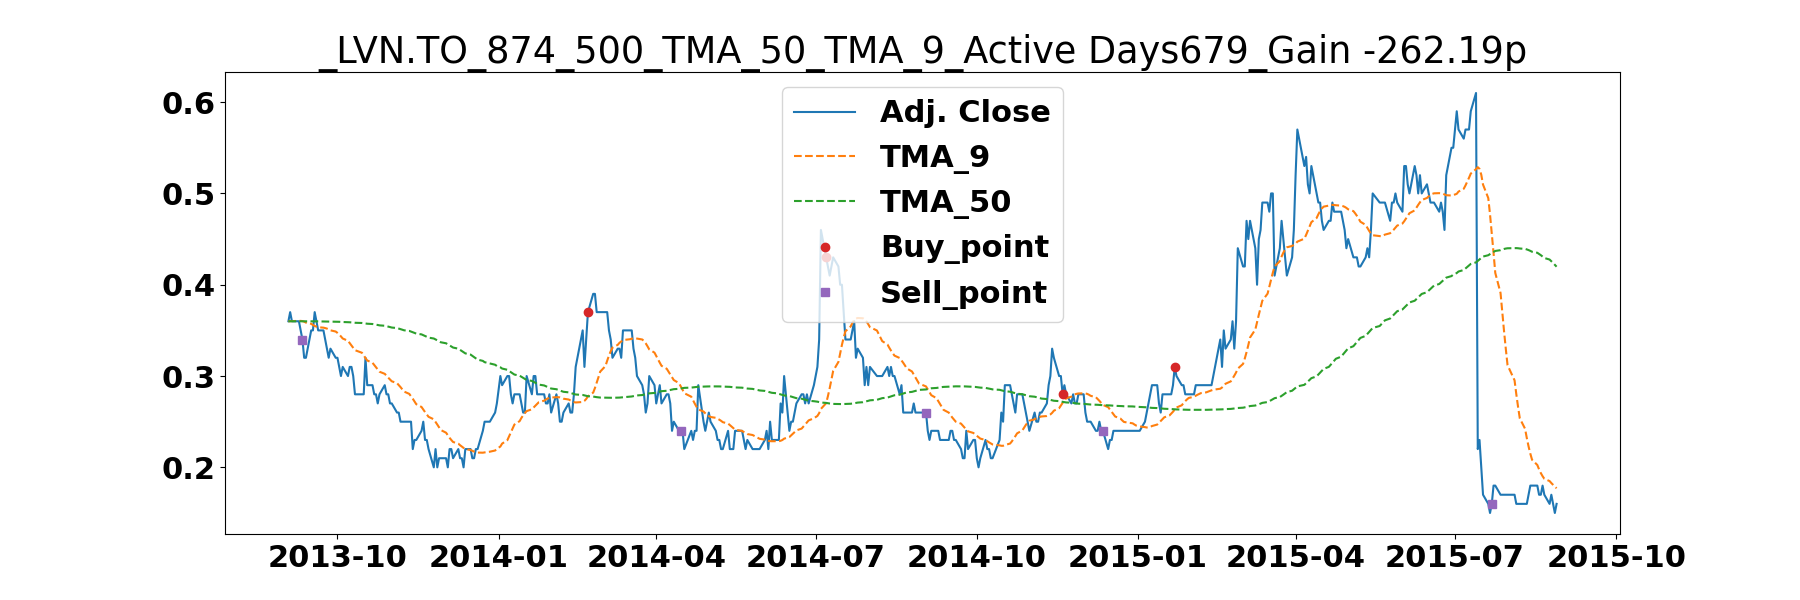 _LVN.TO_874_500_TMA_50_TMA_9_Active Days679_Gain -262.19p
0.6
0.5
0.4
0.3
0.2
Adj. Close
TMA_9
TMA_50
Buy_point
Sell_point
2013-10 2014-01 2014-04 2014-07 2014-10 2015-01 2015-04 2015-07 2015-10